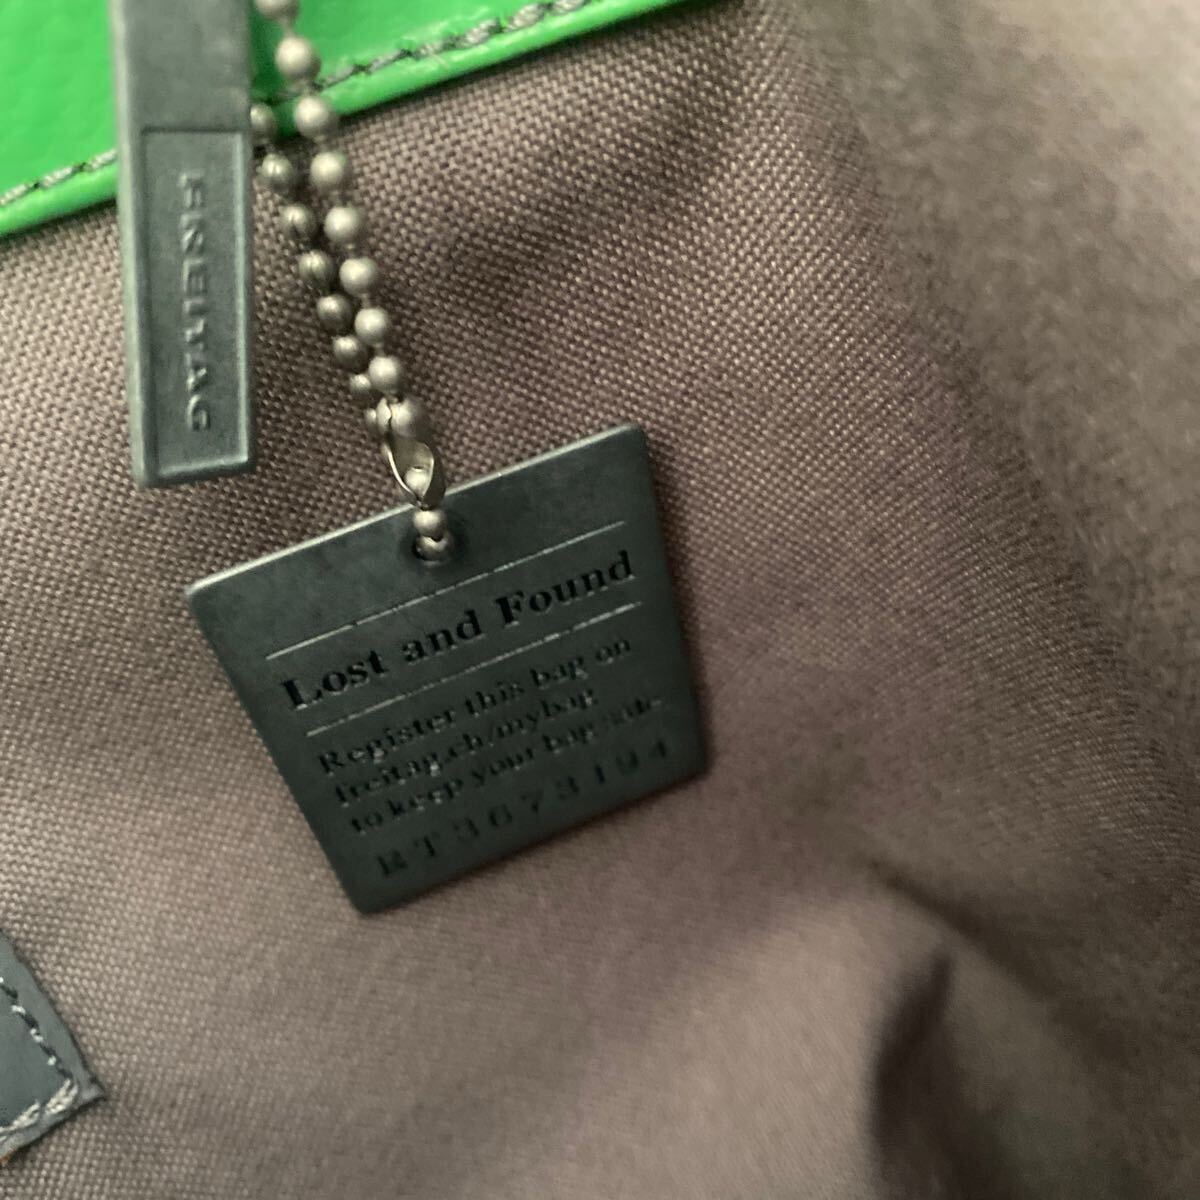 FREITAG
Lost and Found
Register this bag on
freitag.ch/mybag
to keep your bag safe.
RT3673194